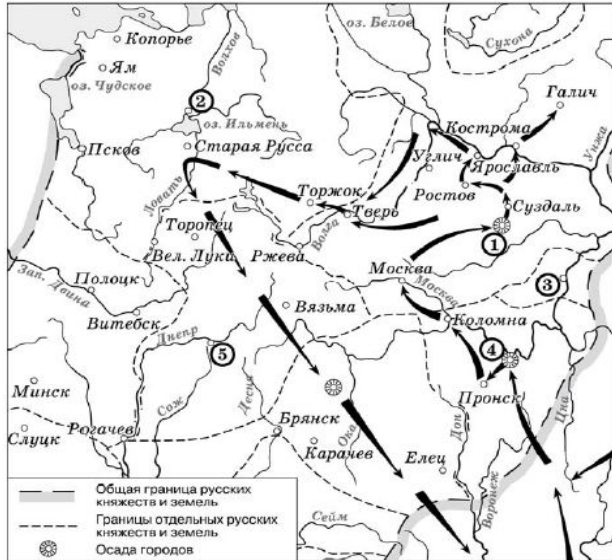 оз. Белое
Сухона
Копорье
Ям
оз. Чудское
Волхов
2
оз. Ильмень
Галич
Кострома
Унжа
Псков
Старая Русса
Углич
Ярославль
Ловать
Торжок
Ростов
Суздаль
Торопец
Тверь
Волга
1
Вел. Лука
Ржева
Москва
Москва
3
Полоцк
Зап. Двина
Витебск
Вязьма
Коломна
4
Днепр
5
Минск
Сож
Десна
Пронск
Цна
Слуцк
Рогачев
Брянск
Ока
Дон
Карачев
Елец
Воронеж
Сейм
Общая граница русских
княжеств и земель
Границы отдельных русских
княжеств и земель
Осада городов